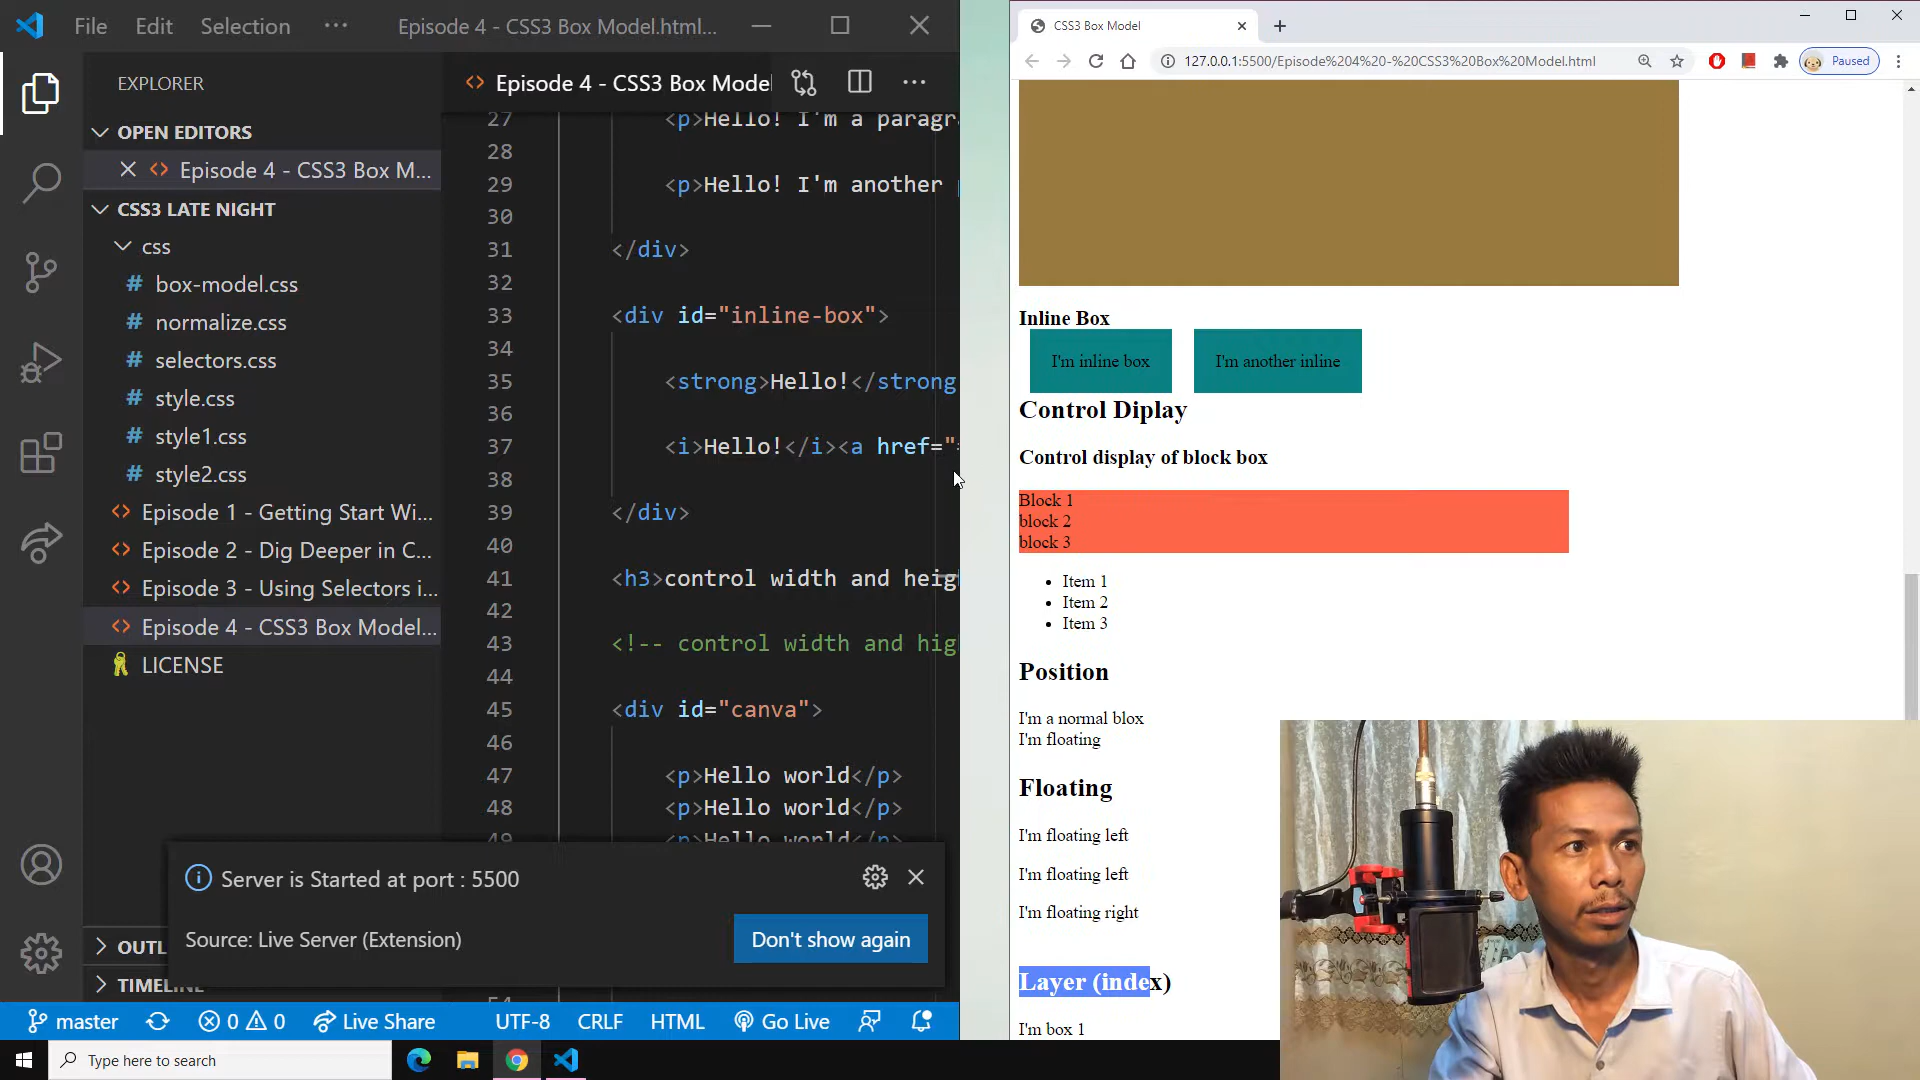 File
Edit
Selection
···
Episode 4 - CSS3 Box Model.html...
EXPLORER
OPEN EDITORS
Episode 4 - CSS3 Box M...
CSS3 LATE NIGHT
css
# box-model.css
# normalize.css
# selectors.css
# style.css
# style1.css
# style2.css
<> Episode 1 - Getting Start Wi...
<> Episode 2 - Dig Deeper in C...
<> Episode 3 - Using Selectors i...
<> Episode 4 - CSS3 Box Model...
LICENSE
TIMELINE
<> Episode 4 - CSS3 Box Model
27 <p>Hello! I'm a paragra
28
29 <p>Hello! I'm another
30
31 </div>
32
33 <div id="inline-box">
34
35 <strong>Hello!</strong
36
37 <i>Hello!</i><a href="
38
39 </div>
40
41 <h3>control width and heig
42
43 <!-- control width and hig
44
45 <div id="canva">
46
47 <p>Hello world</p>
48 <p>Hello world</p>
49 <p>Hello world</p>
Server is Started at port : 5500
Source: Live Server (Extension)
Don't show again
master
0
0
Live Share
UTF-8
CRLF
HTML
Go Live
Type here to search
CSS3 Box Model
127.0.0.1:5500/Episode%204%20-%20CSS3%20Box%20Model.html
Paused
Inline Box
I'm inline box
I'm another inline
Control Diplay
Control display of block box
Block 1
block 2
block 3
• Item 1
• Item 2
• Item 3
Position
I'm a normal blox
I'm floating
Floating
I'm floating left
I'm floating left
I'm floating right
Layer (index)
I'm box 1